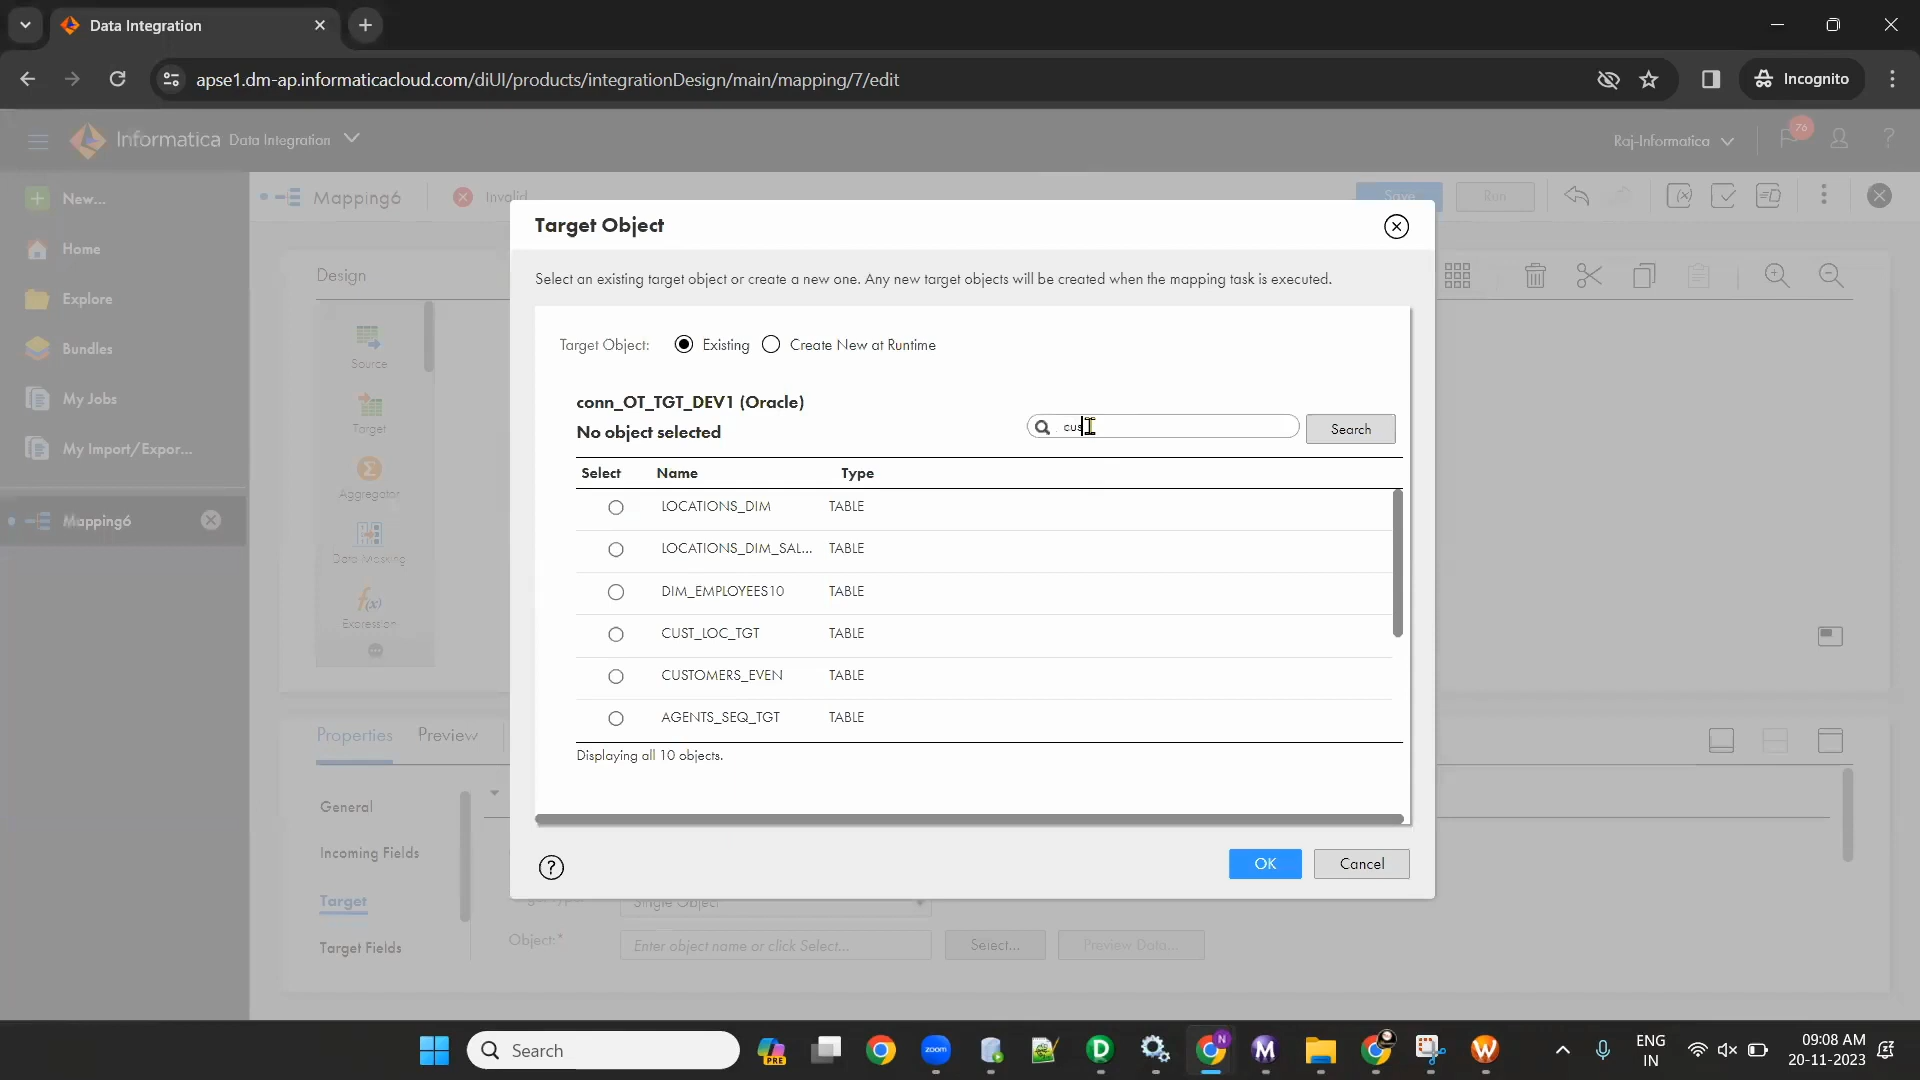 Data Integration
apse1.dm-ap.informaticacloud.com/diUI/products/integrationDesign/main/mapping/7/edit
Incognito
Informatica Data Integration
Raj-Informatica
76
New...
Home
Explore
Bundles
My Jobs
My Import/Expor...
Mapping6
Mapping6
Invalid
Save
Run
Design
Source
Target
Aggregator
Data Masking
f(x)
Expression
Target Object
Select an existing target object or create a new one. Any new target objects will be created when the mapping task is executed.
Target Object: Existing Create New at Runtime
conn_OT_TGT_DEV1 (Oracle)
No object selected
cus
Search
Select Name Type
LOCATIONS_DIM TABLE
LOCATIONS_DIM_SAL... TABLE
DIM_EMPLOYEES10 TABLE
CUST_LOC_TGT TABLE
CUSTOMERS_EVEN TABLE
AGENTS_SEQ_TGT TABLE
Displaying all 10 objects.
OK
Cancel
Properties Preview
General
Incoming Fields
Target
Target Fields
Single Object
Object:* Enter object name or click Select... Select... Preview Data...
Search
PRE
zoom
ENG
IN
09:08 AM
20-11-2023